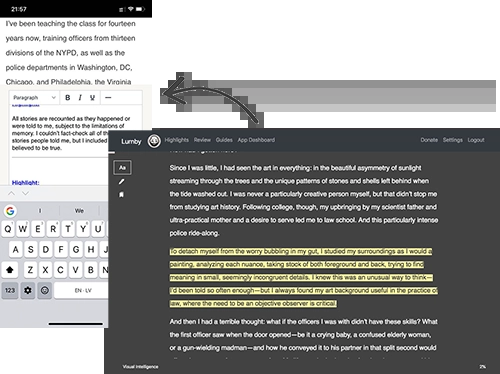 21:57
I've been teaching the class for fourteen
years now, training officers from thirteen
divisions of the NYPD, as well as the
police departments in Washington, DC,
Chicago, and Philadelphia, the Virginia
Paragraph B I U
All stories are recounted as they happened or
were told to me, subject to the limitations of
memory. I couldn't fact-check all of th
stories people told me, but I included
believed to be true.
Highlight:
I We
Q W E R T Y U
A S D F G H
Z X C V B
123 EN · LV
Lumby Highlights Review Guides App Dashboard Donate Settings Logout
Aa
Since I was little, I had seen the art in everything: in the beautiful asymmetry of sunlight
streaming through the trees and the unique patterns of stones and shells left behind when
the tide washed out. I was never a particularly creative person myself, but that didn't stop me
from studying art history. Following college, though, my upbringing by my scientist father and
ultra-practical mother and a desire to serve led me to law school. And this particularly intense
police ride-along.
To detach myself from the worry bubbling in my gut, I studied my surroundings as I would a
painting, analyzing each nuance, taking stock of both foreground and back, trying to find
meaning in small, seemingly incongruent details. I knew this was an unusual way to think—
I'd been told so often enough—but I always found my art background useful in the practice of
law, where the need to be an objective observer is critical.
And then I had a terrible thought: what if the officers I was with didn't have these skills? What
the first officer saw when the door opened—be it a crying baby, a confused elderly woman,
or a gun-wielding madman—and how he conveyed it to his partner in that split second would
Visual Intelligence 2%